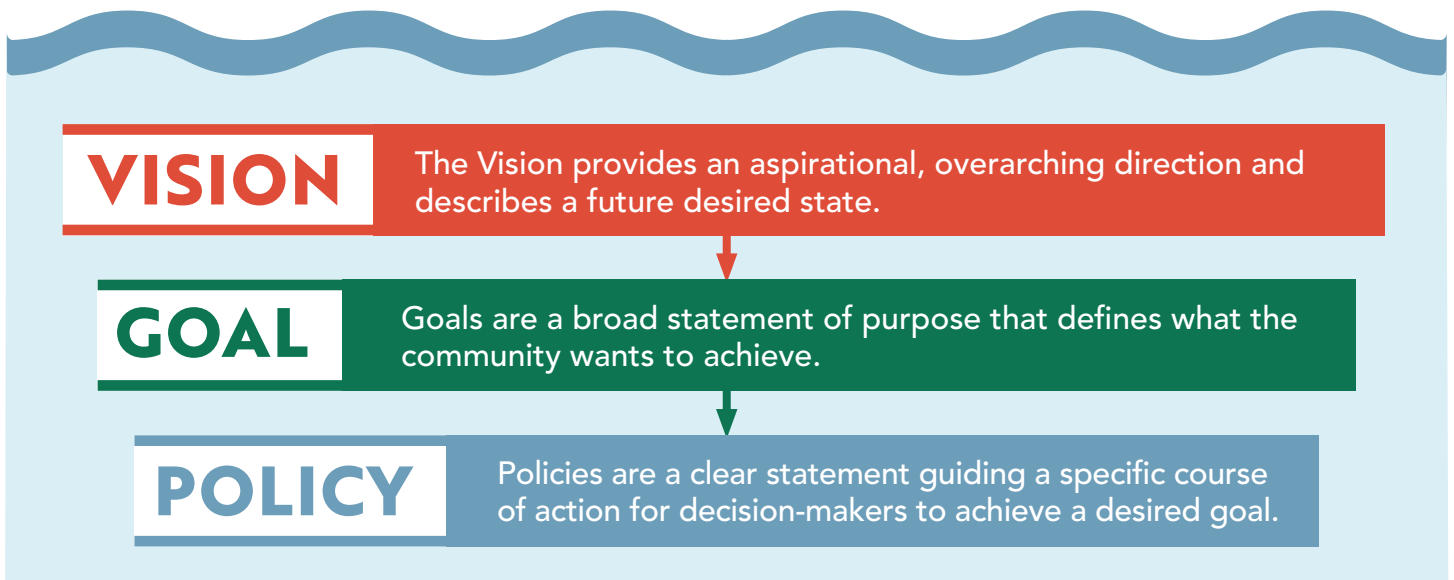 VISION
The Vision provides an aspirational, overarching direction and
describes a future desired state.
GOAL
Goals are a broad statement of purpose that defines what the
community wants to achieve.
POLICY
Policies are a clear statement guiding a specific course
of action for decision-makers to achieve a desired goal.